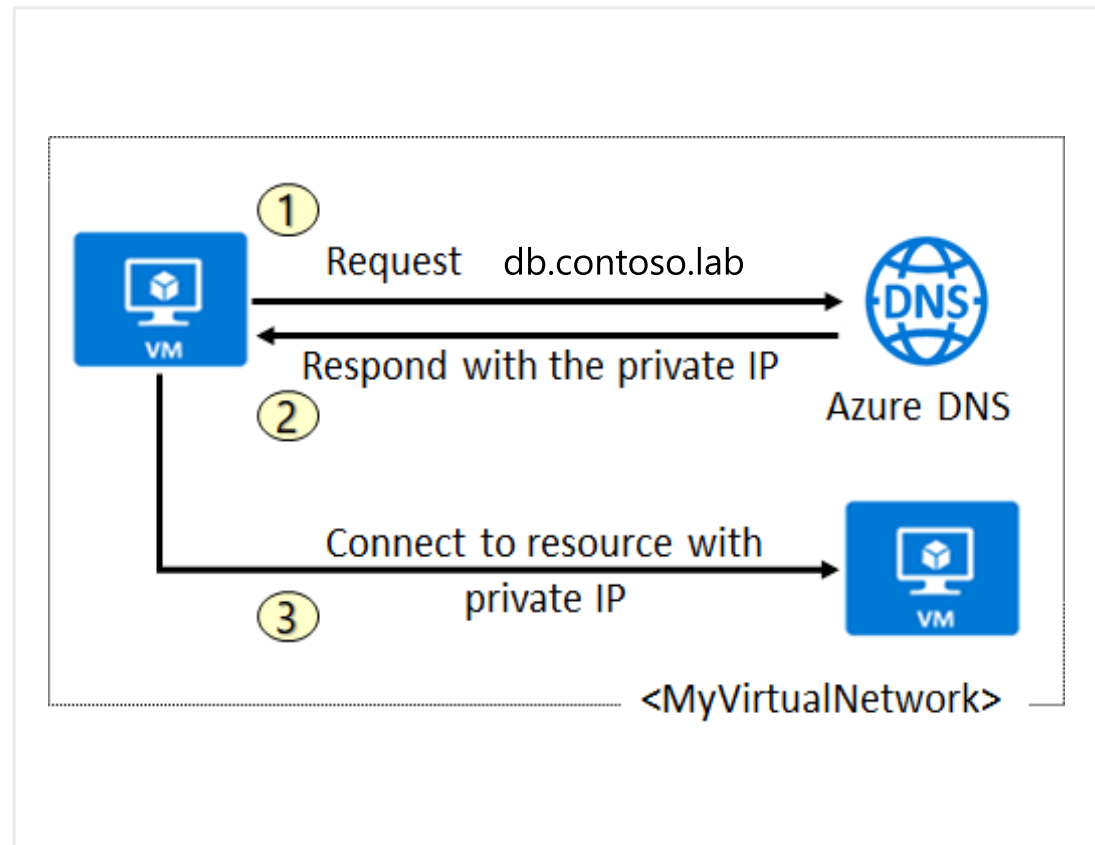 1
Request db.contoso.lab
DNS
VM
Respond with the private IP
2
Azure DNS
Connect to resource with
private IP
3
VM
<MyVirtualNetwork>